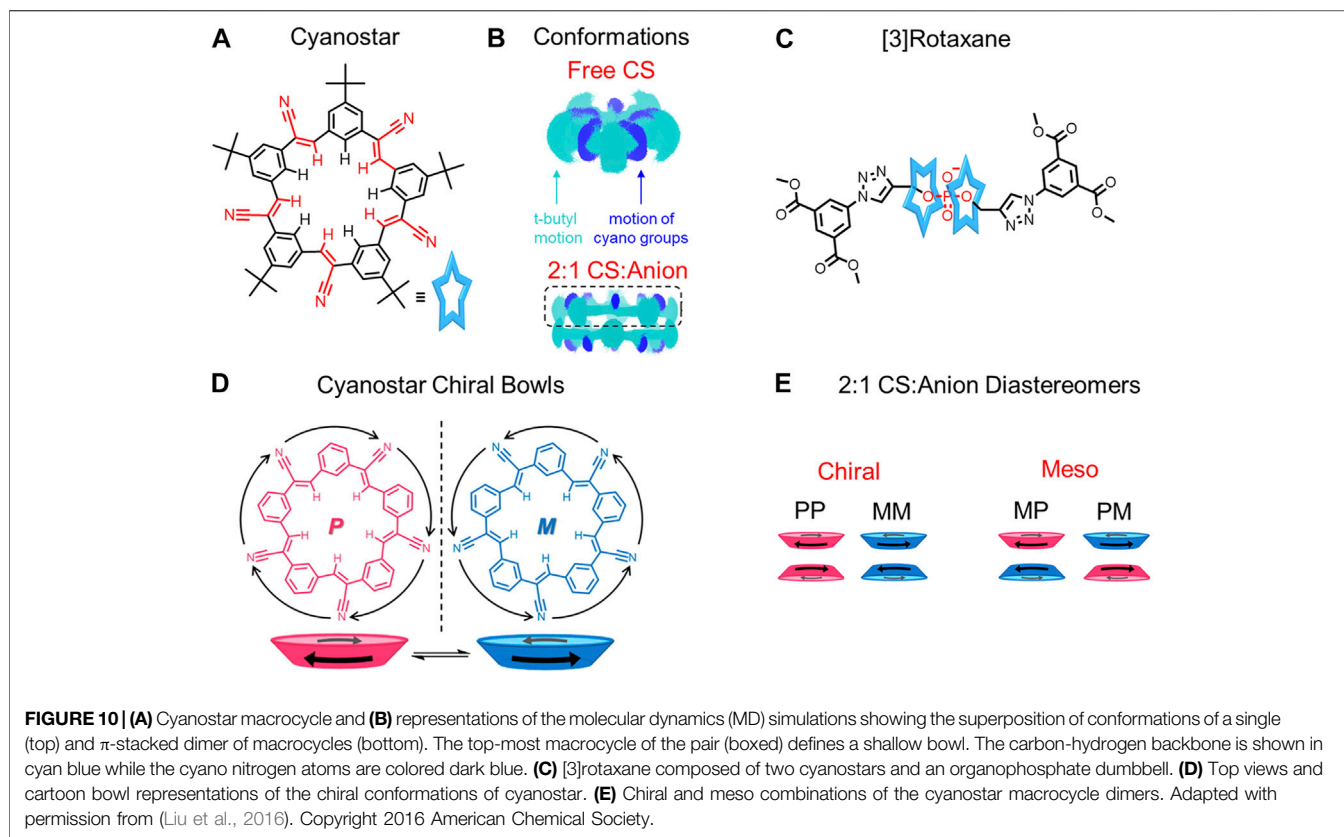 A Cyanostar
B Conformations
Free CS
t-butyl
motion
motion of
cyano groups
2:1 CS:Anion
C [3]Rotaxane
N
N
N
N
N
H
H
H
H
H
H
H
H
H
H
≡
O
O
O
O
N
N
N
O
P
O
O⁻
O
N
N
N
O
O
O
O
D Cyanostar Chiral Bowls
N
N
N
N
N
H
H
H
H
H
P
N
N
N
N
N
H
H
H
H
H
M
E 2:1 CS:Anion Diastereomers
Chiral Meso
PP MM MP PM
FIGURE 10 | (A) Cyanostar macrocycle and (B) representations of the molecular dynamics (MD) simulations showing the superposition of conformations of a single
(top) and π-stacked dimer of macrocycles (bottom). The top-most macrocycle of the pair (boxed) defines a shallow bowl. The carbon-hydrogen backbone is shown in
cyan blue while the cyano nitrogen atoms are colored dark blue. (C) [3]rotaxane composed of two cyanostars and an organophosphate dumbbell. (D) Top views and
cartoon bowl representations of the chiral conformations of cyanostar. (E) Chiral and meso combinations of the cyanostar macrocycle dimers. Adapted with
permission from (Liu et al., 2016). Copyright 2016 American Chemical Society.